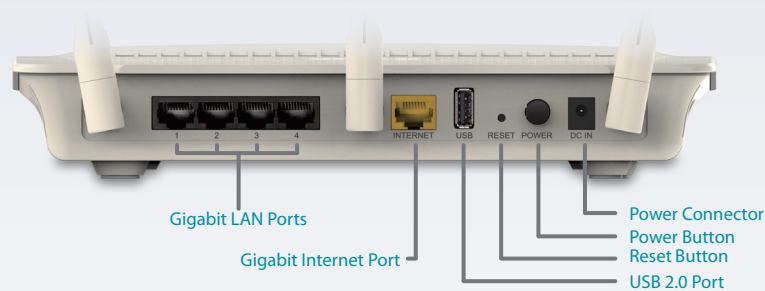 1 2 3 4
INTERNET USB RESET POWER DC IN
Gigabit LAN Ports
Gigabit Internet Port
Power Connector
Power Button
Reset Button
USB 2.0 Port